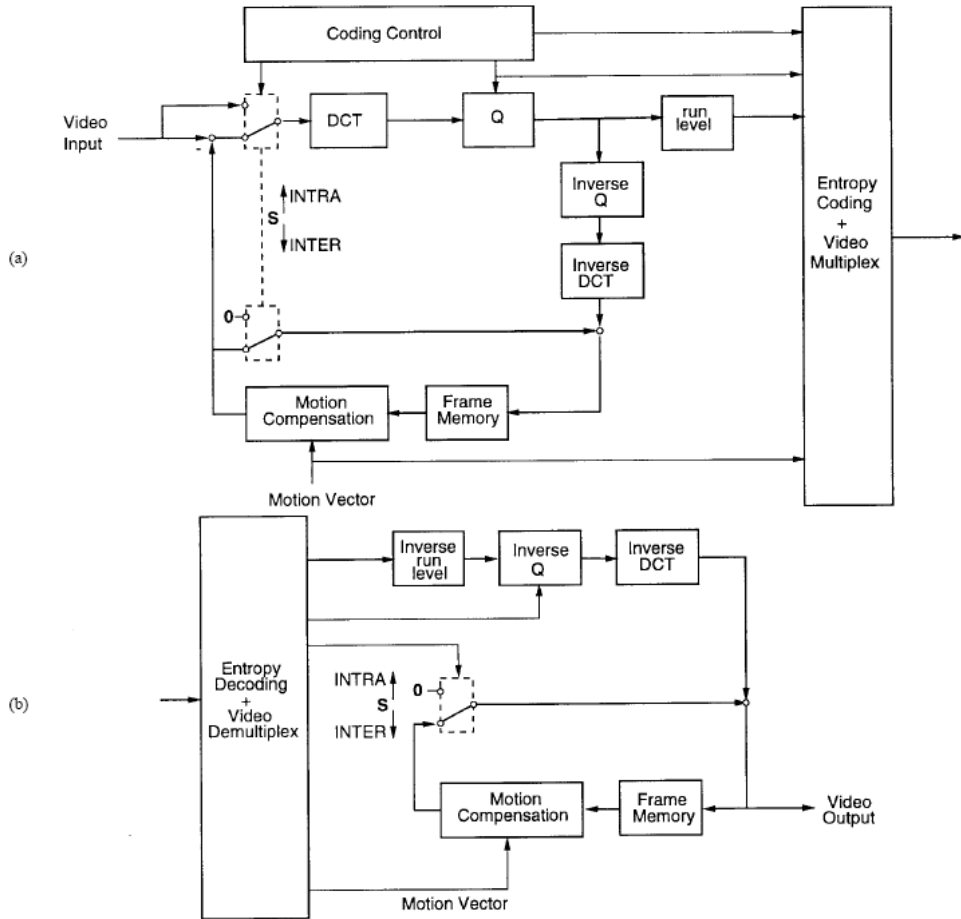 Coding Control
Video
Input
-
DCT
Q
run
level
Inverse
Q
INTRA
S
INTER
Inverse
DCT
Entropy
Coding
+
Video
Multiplex
(a)
0
Motion
Compensation
Frame
Memory
Motion Vector
Inverse
run
level
Inverse
Q
Inverse
DCT
Entropy
Decoding
+
Video
Demultiplex
(b)
INTRA
S
INTER
0
Motion
Compensation
Frame
Memory
Video
Output
Motion Vector